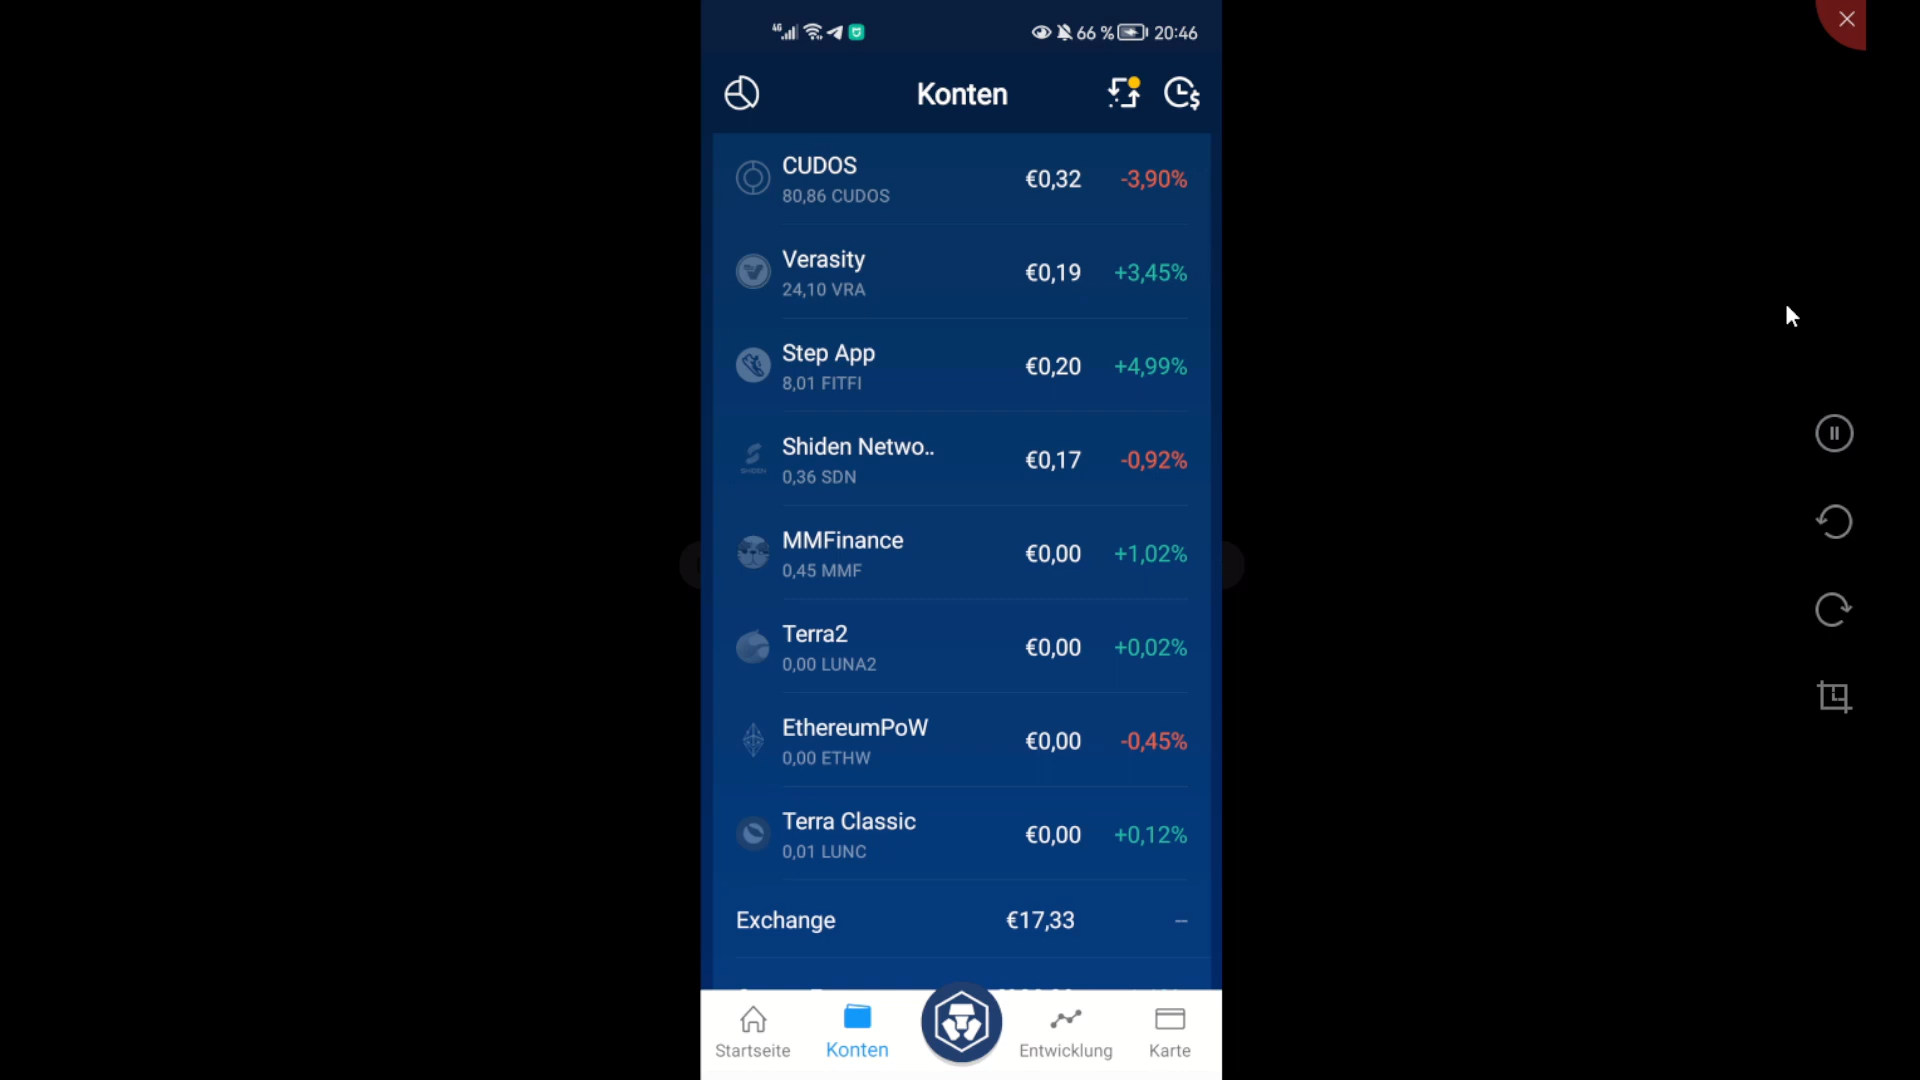 4G 66 % 20:46
Konten
CUDOS
80,86 CUDOS
€0,32 -3,90%
Verasity
24,10 VRA
€0,19 +3,45%
Step App
8,01 FITFI
€0,20 +4,99%
Shiden Netwo..
0,36 SDN
€0,17 -0,92%
MMFinance
0,45 MMF
€0,00 +1,02%
Terra2
0,00 LUNA2
€0,00 +0,02%
EthereumPoW
0,00 ETHW
€0,00 -0,45%
Terra Classic
0,01 LUNC
€0,00 +0,12%
Exchange €17,33 --
Startseite Konten Entwicklung Karte